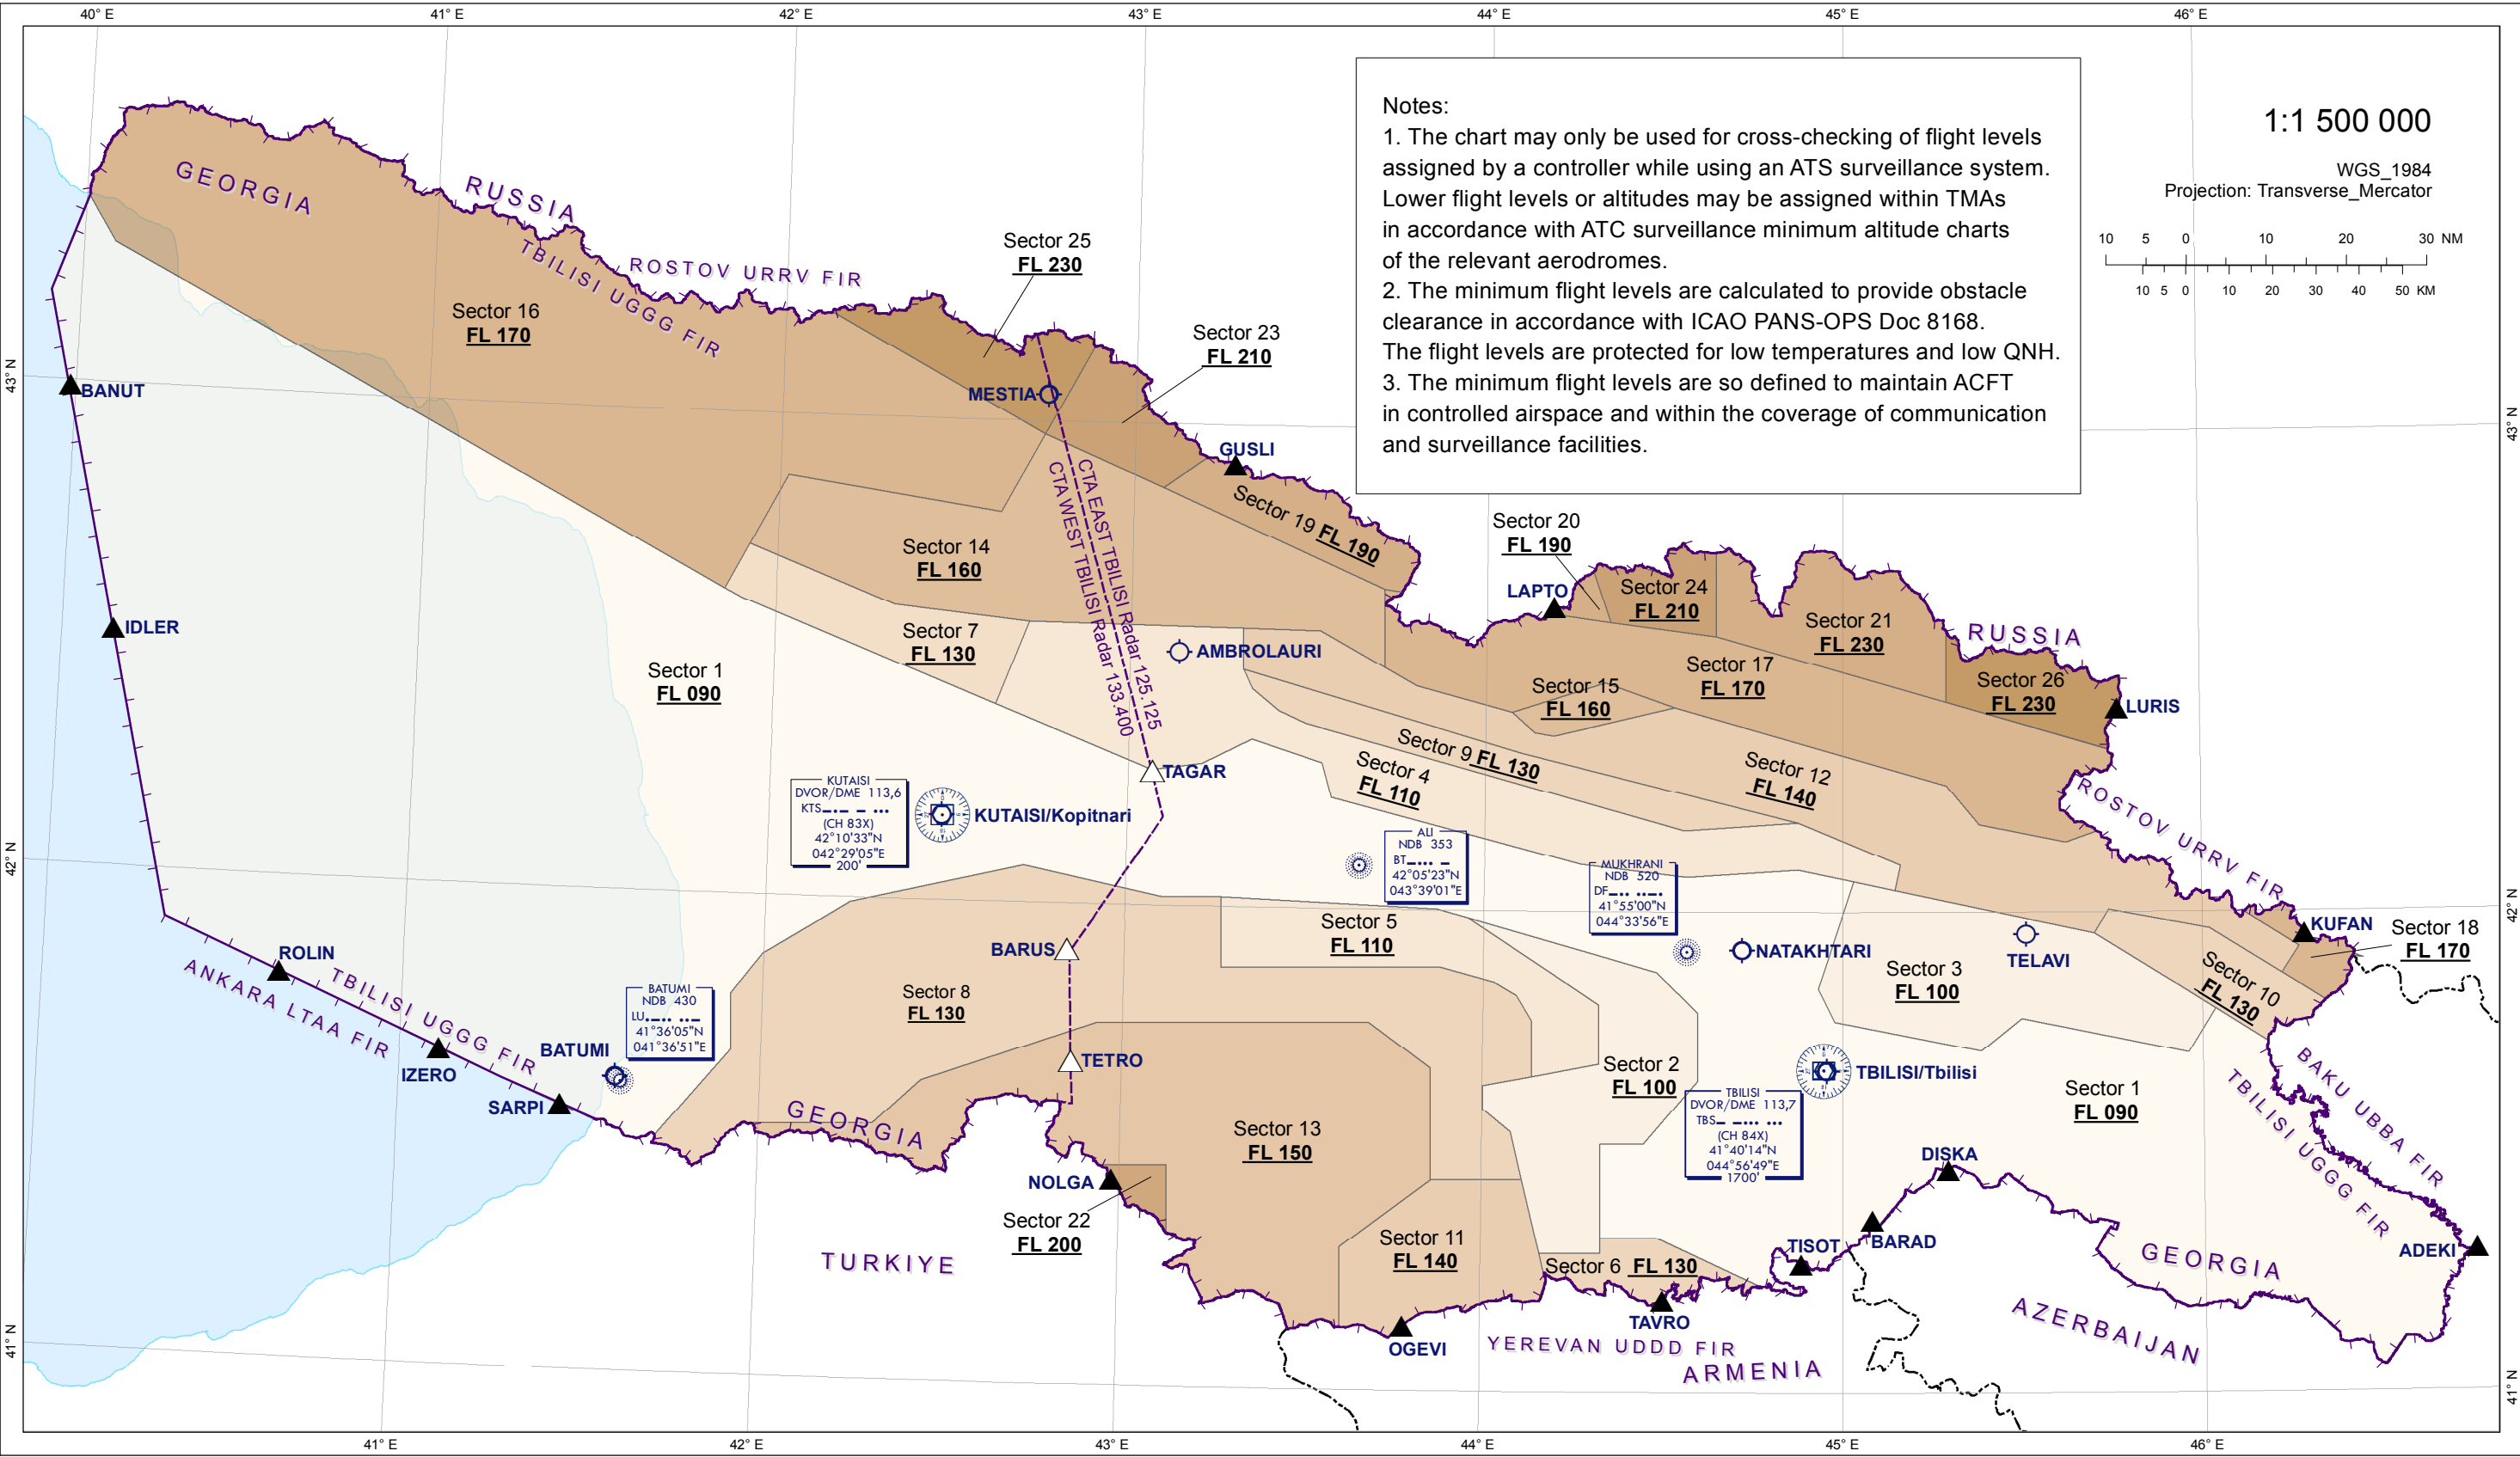 40° E
41° E
42° E
43° E
44° E
45° E
46° E
Notes:
1. The chart may only be used for cross-checking of flight levels
assigned by a controller while using an ATS surveillance system.
Lower flight levels or altitudes may be assigned within TMAs
in accordance with ATC surveillance minimum altitude charts
of the relevant aerodromes.
2. The minimum flight levels are calculated to provide obstacle
clearance in accordance with ICAO PANS-OPS Doc 8168.
The flight levels are protected for low temperatures and low QNH.
3. The minimum flight levels are so defined to maintain ACFT
in controlled airspace and within the coverage of communication
and surveillance facilities.
1:1 500 000
WGS_1984
Projection: Transverse_Mercator
10 5 0 10 20 30 NM
10 5 0 10 20 30 40 50 KM
GEORGIA
RUSSIA
ROSTOV URRV FIR
TBILISI UGGG FIR
Sector 25
FL 230
Sector 23
FL 210
Sector 16
FL 170
43° N
43° N
BANUT
MESTIA
GUSLI
Sector 19 FL 190
CTA EAST TBILISI Radar 125.125
CTA WEST TBILISI Radar 133.400
Sector 20
FL 190
LAPTO
Sector 24
FL 210
Sector 21
FL 230
RUSSIA
Sector 14
FL 160
IDLER
Sector 7
FL 130
AMBROLAURI
Sector 1
FL 090
Sector 17
FL 170
Sector 15
FL 160
Sector 26
FL 230
LURIS
Sector 9 FL 130
Sector 4
FL 110
Sector 12
FL 140
TAGAR
ROSTOV URRV FIR
KUTAISI
DVOR/DME 113,6
KTS
(CH 83X)
42°10'33"N
042°29'05"E
200'
KUTAISI/Kopitnari
ALI
NDB 353
BT
42°05'23"N
043°39'01"E
MUKHRANI
NDB 520
DF
41°55'00"N
044°33'56"E
42° N
42° N
Sector 5
FL 110
BARUS
NATAKHTARI
TELAVI
KUFAN
Sector 18
FL 170
Sector 3
FL 100
Sector 10
FL 130
ROLIN
TBILISI UGGG FIR
ANKARA LTAA FIR
Sector 8
FL 130
BATUMI
NDB 430
LU
41°36'05"N
041°36'51"E
BATUMI
IZERO
SARPI
TETRO
Sector 2
FL 100
TBILISI/Tbilisi
TBILISI
DVOR/DME 113,7
TBS
(CH 84X)
41°40'14"N
044°56'49"E
1700'
Sector 1
FL 090
BAKU UBBA FIR
TBILISI UGGG FIR
GEORGIA
Sector 13
FL 150
NOLGA
Sector 22
FL 200
DISKA
BARAD
TISOT
ADEKI
GEORGIA
TURKIYE
Sector 11
FL 140
Sector 6 FL 130
TAVRO
OGEVI
YEREVAN UDDD FIR
ARMENIA
AZERBAIJAN
41° N
41° N
41° E
42° E
43° E
44° E
45° E
46° E